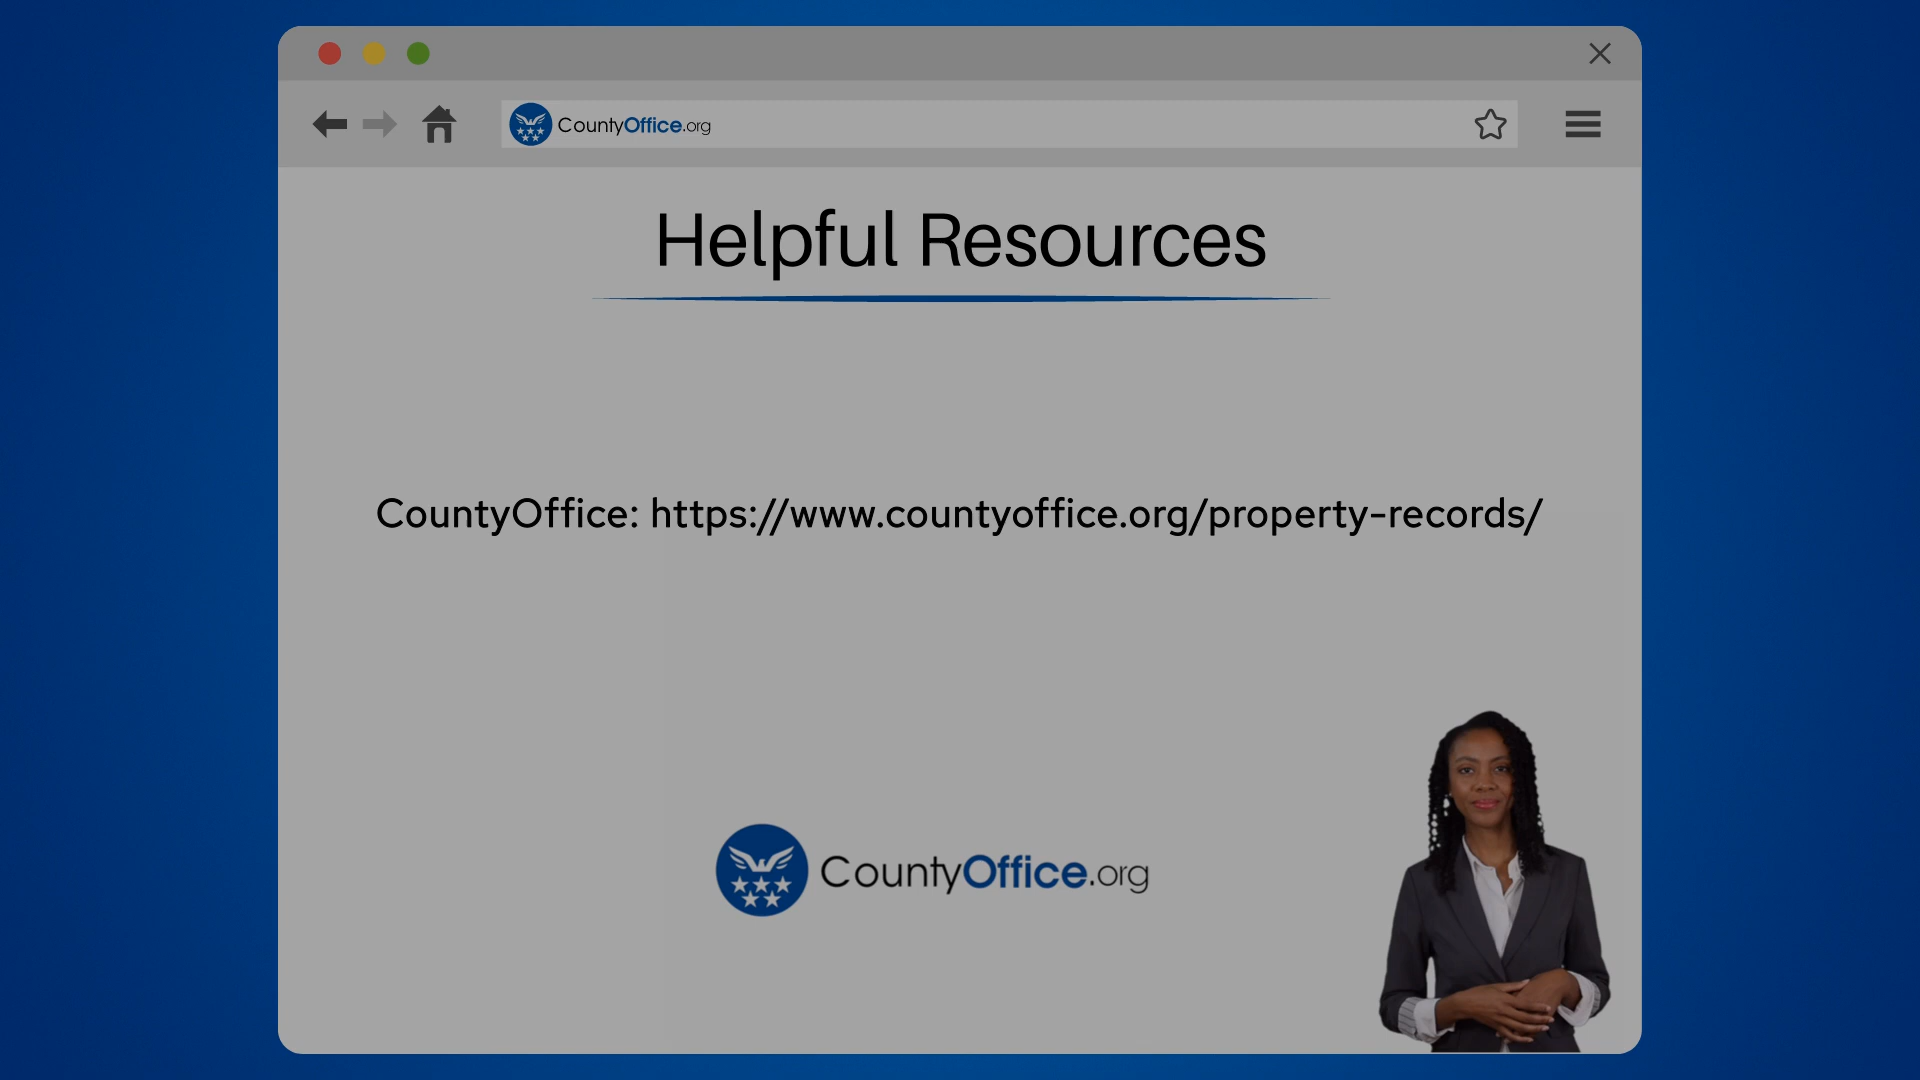 CountyOffice.org
Helpful Resources
CountyOffice: https://www.countyoffice.org/property-records/
CountyOffice.org